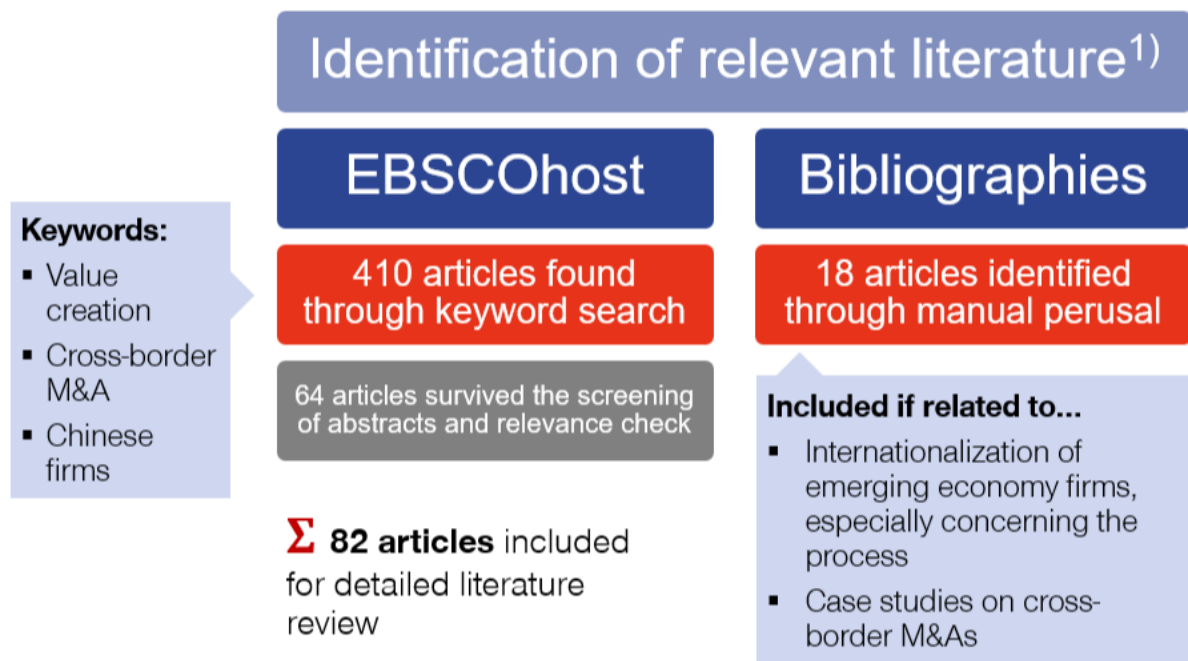 Identification of relevant literature1)
EBSCOhost
Bibliographies
Keywords:
▪ Value
creation
▪ Cross-border
M&A
▪ Chinese
firms
410 articles found
through keyword search
18 articles identified
through manual perusal
64 articles survived the screening
of abstracts and relevance check
Included if related to...
▪ Internationalization of
emerging economy firms,
especially concerning the
process
▪ Case studies on cross-
border M&As
Σ 82 articles included
for detailed literature
review